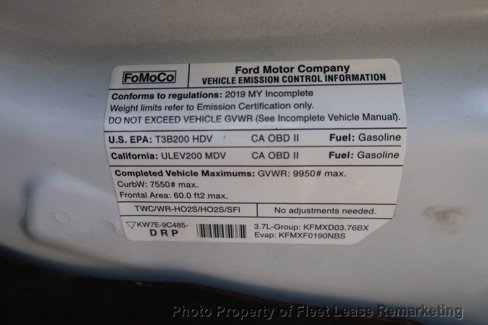 FoMoCo
Ford Motor Company
VEHICLE EMISSION CONTROL INFORMATION
Conforms to regulations: 2019 MY Incomplete
Weight limits refer to Emission Certification only.
DO NOT EXCEED VEHICLE GVWR (See Incomplete Vehicle Manual).
U.S. EPA: T3B200 HDV CA OBD II Fuel: Gasoline
California: ULEV200 MDV CA OBD II Fuel: Gasoline
Completed Vehicle Maximums: GVWR: 9950# max.
CurbW: 7550# max.
Frontal Area: 60.0 ft2 max.
TWC/WR-HO2S/HO2S/SFI No adjustments needed.
KW7E-9C485-
DRP
3.7L-Group: KFMXD03.76BX
Evap: KFMXF0190NBS
Photo Property of Fleet Lease Remarketing